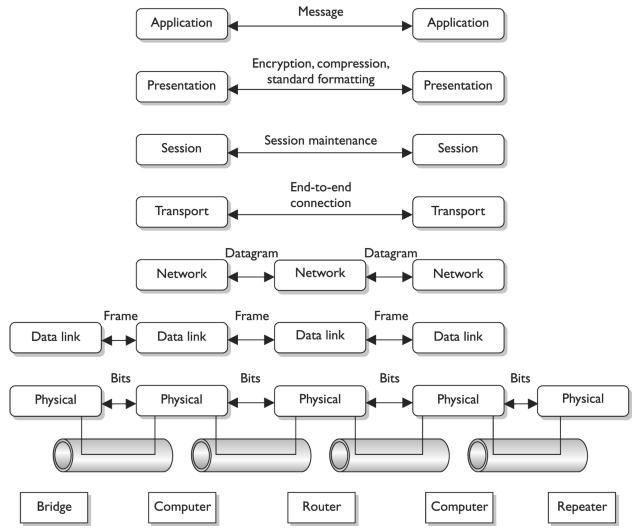 Message
Application
Application
Encryption, compression,
standard formatting
Presentation
Presentation
Session maintenance
Session
Session
End-to-end
connection
Transport
Transport
Datagram
Datagram
Network
Network
Network
Frame
Frame
Frame
Data link
Data link
Data link
Data link
Bits
Bits
Bits
Bits
Physical
Physical
Physical
Physical
Physical
Bridge
Computer
Router
Computer
Repeater